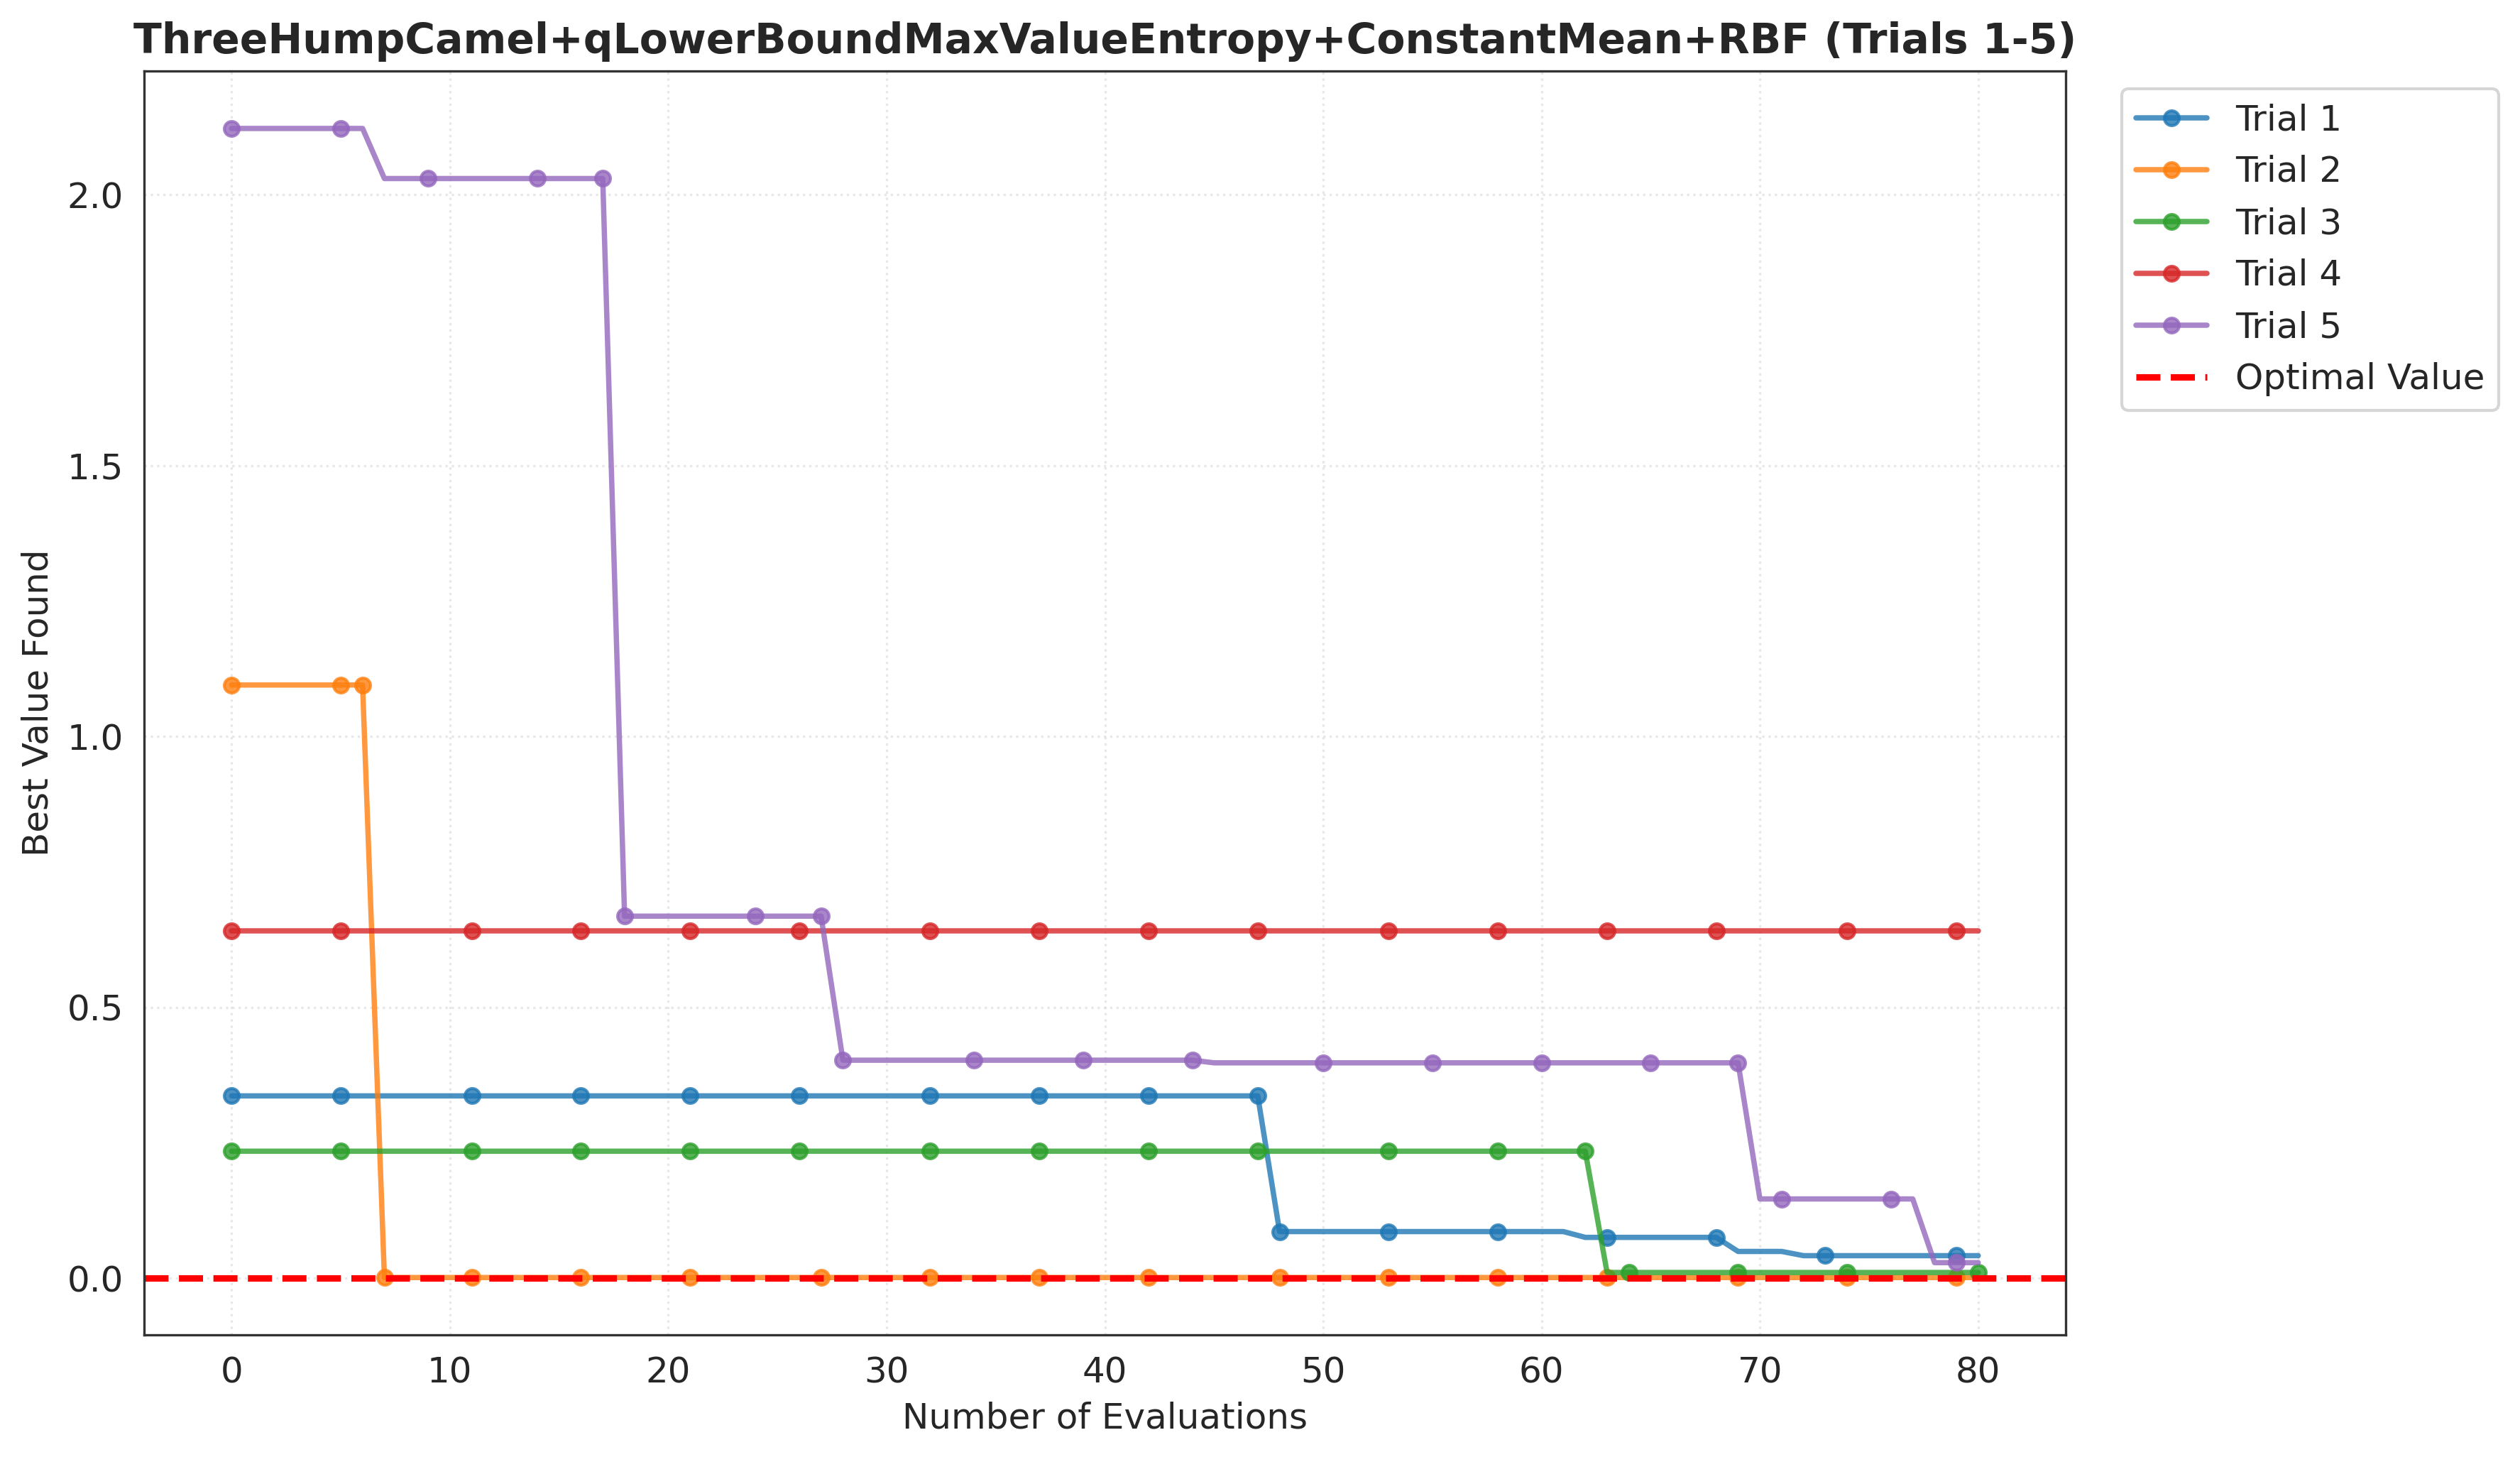 ThreeHumpCamel+qLowerBoundMaxValueEntropy+ConstantMean+RBF (Trials 1-5)
Trial 1
Trial 2
Trial 3
Trial 4
Trial 5
Optimal Value
Best Value Found
2.0
1.5
1.0
0.5
0.0
0 10 20 30 40 50 60 70 80
Number of Evaluations